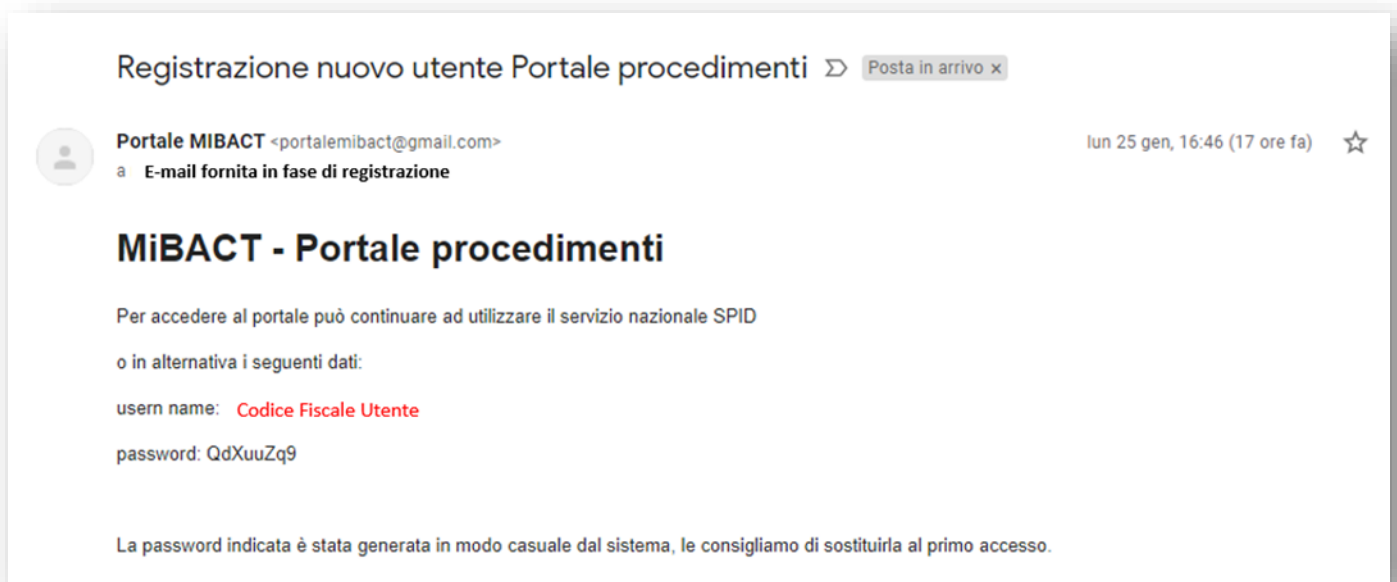 Registrazione nuovo utente Portale procedimenti Posta in arrivo x
Portale MIBACT <portalemibact@gmail.com> lun 25 gen, 16:46 (17 ore fa)
a E-mail fornita in fase di registrazione
MiBACT - Portale procedimenti
Per accedere al portale può continuare ad utilizzare il servizio nazionale SPID
o in alternativa i seguenti dati:
usern name: Codice Fiscale Utente
password: QdXuuZq9
La password indicata è stata generata in modo casuale dal sistema, le consigliamo di sostituirla al primo accesso.